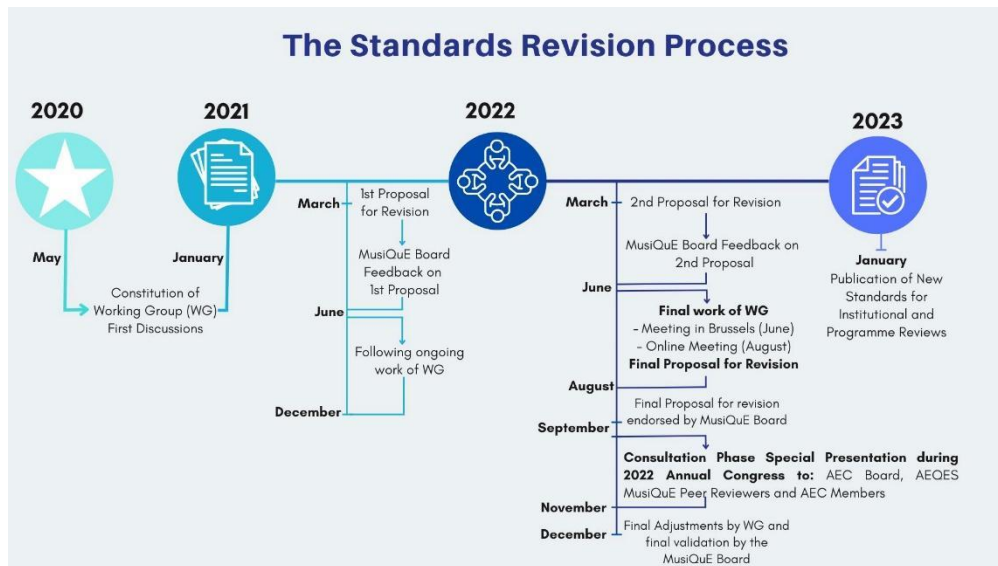 The Standards Revision Process
2020
May
Constitution of
Working Group (WG)
First Discussions
2021
January
March
1st Proposal
for Revision
MusiQuE Board
Feedback on
1st Proposal
June
Following ongoing
work of WG
December
2022
March
2nd Proposal for Revision
MusiQuE Board Feedback on
2nd Proposal
June
Final work of WG
- Meeting in Brussels (June)
- Online Meeting (August)
Final Proposal for Revision
August
Final Proposal for revision
endorsed by MusiQuE Board
September
Consultation Phase Special Presentation during
2022 Annual Congress to: AEC Board, AEQES
MusiQuE Peer Reviewers and AEC Members
November
December
Final Adjustments by WG and
final validation by the
MusiQuE Board
2023
January
Publication of New
Standards for
Institutional and
Programme Reviews